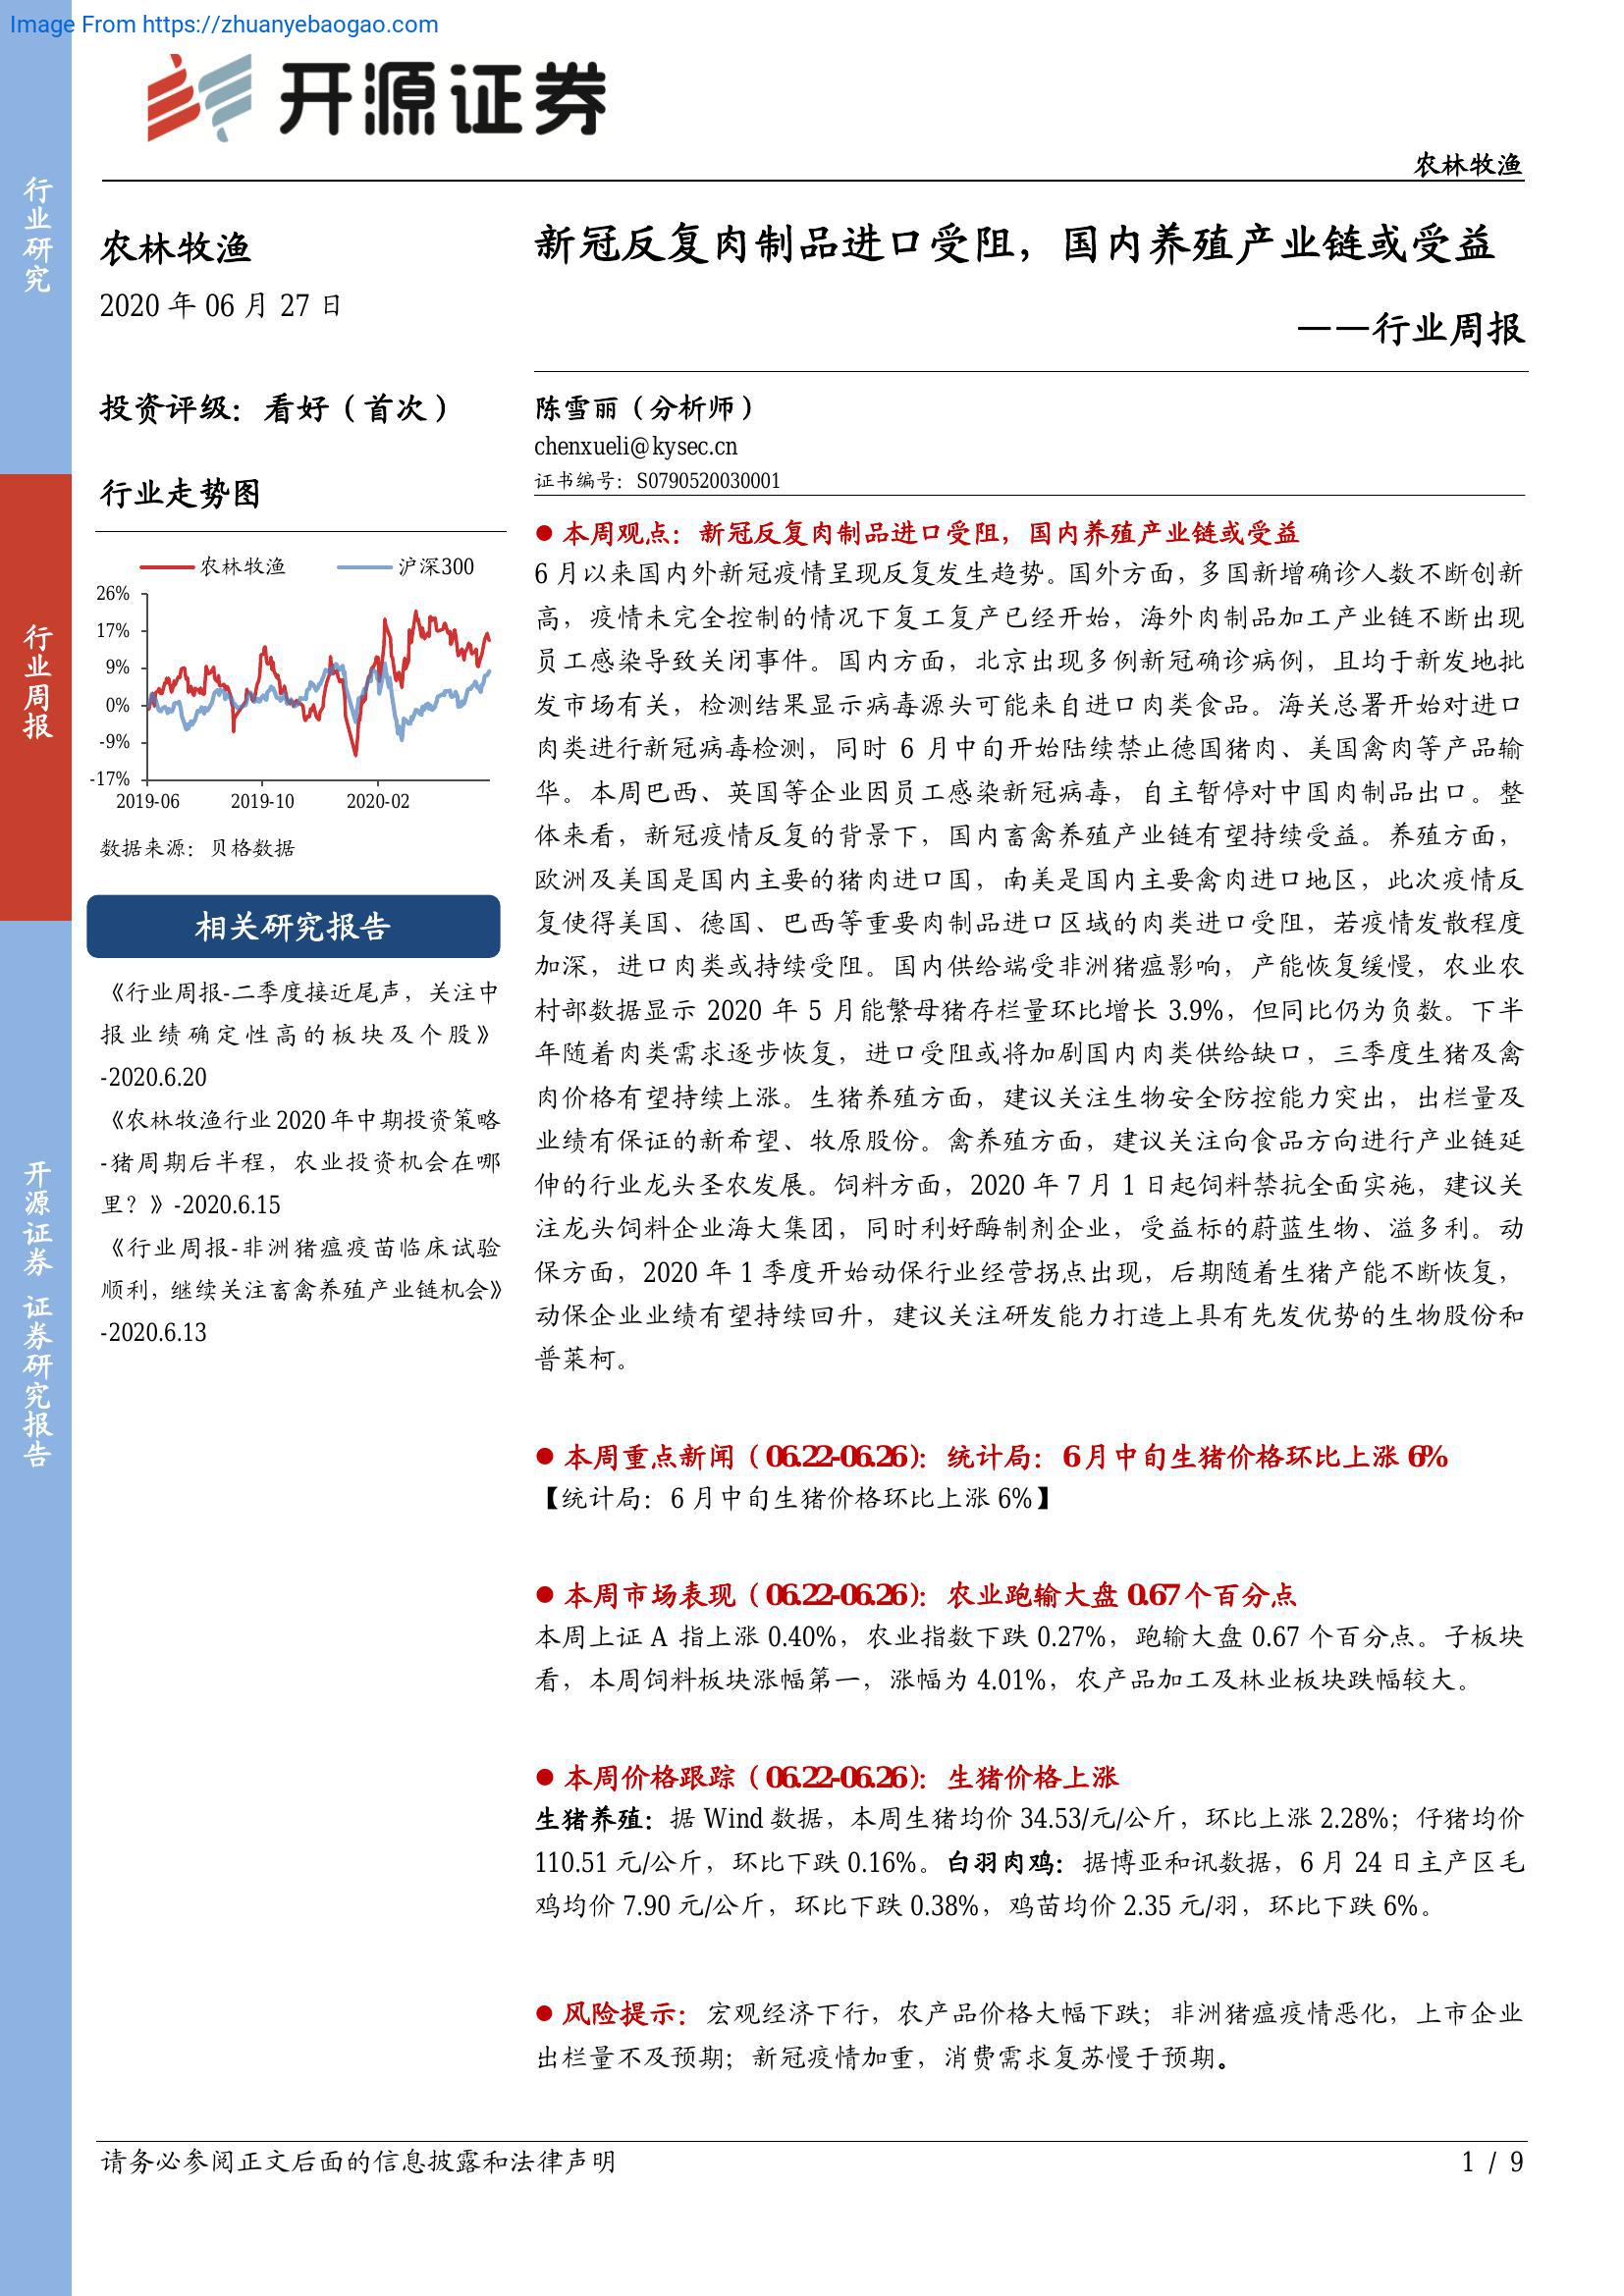 Image From https://zhuanyebaogao.com
开源证券
农林牧渔
行业研究
行业周报
开源证券 证券研究报告
农林牧渔
2020 年 06 月 27 日
投资评级：看好（首次）
行业走势图
农林牧渔 沪深300
26%
17%
9%
0%
-9%
-17%
2019-06 2019-10 2020-02
数据来源：贝格数据
相关研究报告
《行业周报-二季度接近尾声，关注中
报业绩确定性高的板块及个股》
-2020.6.20
《农林牧渔行业 2020 年中期投资策略
-猪周期后半程，农业投资机会在哪
里？》-2020.6.15
《行业周报-非洲猪瘟疫苗临床试验
顺利，继续关注畜禽养殖产业链机会》
-2020.6.13
新冠反复肉制品进口受阻，国内养殖产业链或受益
——行业周报
陈雪丽（分析师）
chenxueli@kysec.cn
证书编号：S0790520030001
● 本周观点：新冠反复肉制品进口受阻，国内养殖产业链或受益
6 月以来国内外新冠疫情呈现反复发生趋势。国外方面，多国新增确诊人数不断创新
高，疫情未完全控制的情况下复工复产已经开始，海外肉制品加工产业链不断出现
员工感染导致关闭事件。国内方面，北京出现多例新冠确诊病例，且均于新发地批
发市场有关，检测结果显示病毒源头可能来自进口肉类食品。海关总署开始对进口
肉类进行新冠病毒检测，同时 6 月中旬开始陆续禁止德国猪肉、美国禽肉等产品输
华。本周巴西、英国等企业因员工感染新冠病毒，自主暂停对中国肉制品出口。整
体来看，新冠疫情反复的背景下，国内畜禽养殖产业链有望持续受益。养殖方面，
欧洲及美国是国内主要的猪肉进口国，南美是国内主要禽肉进口地区，此次疫情反
复使得美国、德国、巴西等重要肉制品进口区域的肉类进口受阻，若疫情发散程度
加深，进口肉类或持续受阻。国内供给端受非洲猪瘟影响，产能恢复缓慢，农业农
村部数据显示 2020 年 5 月能繁母猪存栏量环比增长 3.9%，但同比仍为负数。下半
年随着肉类需求逐步恢复，进口受阻或将加剧国内肉类供给缺口，三季度生猪及禽
肉价格有望持续上涨。生猪养殖方面，建议关注生物安全防控能力突出，出栏量及
业绩有保证的新希望、牧原股份。禽养殖方面，建议关注向食品方向进行产业链延
伸的行业龙头圣农发展。饲料方面，2020 年 7 月 1 日起饲料禁抗全面实施，建议关
注龙头饲料企业海大集团，同时利好酶制剂企业，受益标的蔚蓝生物、溢多利。动
保方面，2020 年 1 季度开始动保行业经营拐点出现，后期随着生猪产能不断恢复，
动保企业业绩有望持续回升，建议关注研发能力打造上具有先发优势的生物股份和
普莱柯。
● 本周重点新闻（06.22-06.26）：统计局：6 月中旬生猪价格环比上涨 6%
【统计局：6 月中旬生猪价格环比上涨 6%】
● 本周市场表现（06.22-06.26）：农业跑输大盘 0.67 个百分点
本周上证 A 指上涨 0.40%，农业指数下跌 0.27%，跑输大盘 0.67 个百分点。子板块
看，本周饲料板块涨幅第一，涨幅为 4.01%，农产品加工及林业板块跌幅较大。
● 本周价格跟踪（06.22-06.26）：生猪价格上涨
生猪养殖：据 Wind 数据，本周生猪均价 34.53/元/公斤，环比上涨 2.28%；仔猪均价
110.51 元/公斤，环比下跌 0.16%。白羽肉鸡：据博亚和讯数据，6 月 24 日主产区毛
鸡均价 7.90 元/公斤，环比下跌 0.38%，鸡苗均价 2.35 元/羽，环比下跌 6%。
● 风险提示：宏观经济下行，农产品价格大幅下跌；非洲猪瘟疫情恶化，上市企业
出栏量不及预期；新冠疫情加重，消费需求复苏慢于预期。
请务必参阅正文后面的信息披露和法律声明
1 / 9